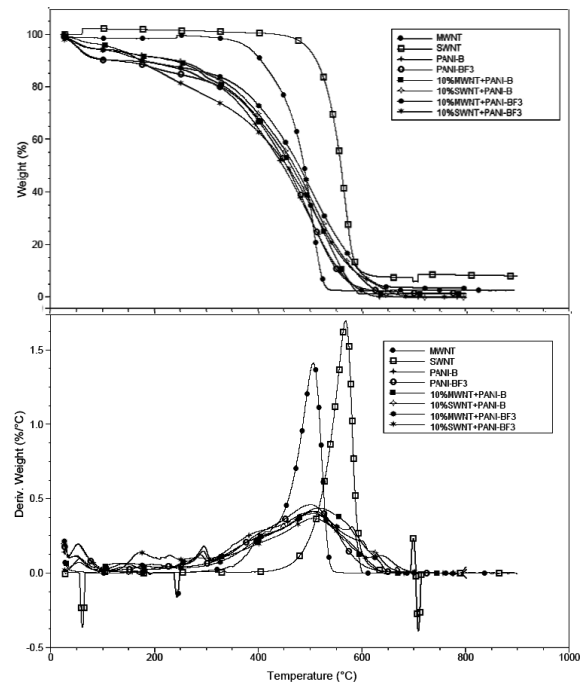 100
80
60
40
20
0
Weight (%)
MWNT
SWNT
PANI-B
PANI-BF3
10%MWNT+PANI-B
10%SWNT+PANI-B
10%MWNT+PANI-BF3
10%SWNT+PANI-BF3
1.5
1.0
0.5
0.0
-0.5
Deriv. Weight (%/°C)
MWNT
SWNT
PANI-B
PANI-BF3
10%MWNT+PANI-B
10%SWNT+PANI-B
10%MWNT+PANI-BF3
10%SWNT+PANI-BF3
0 200 400 600 800 1000
Temperature (°C)